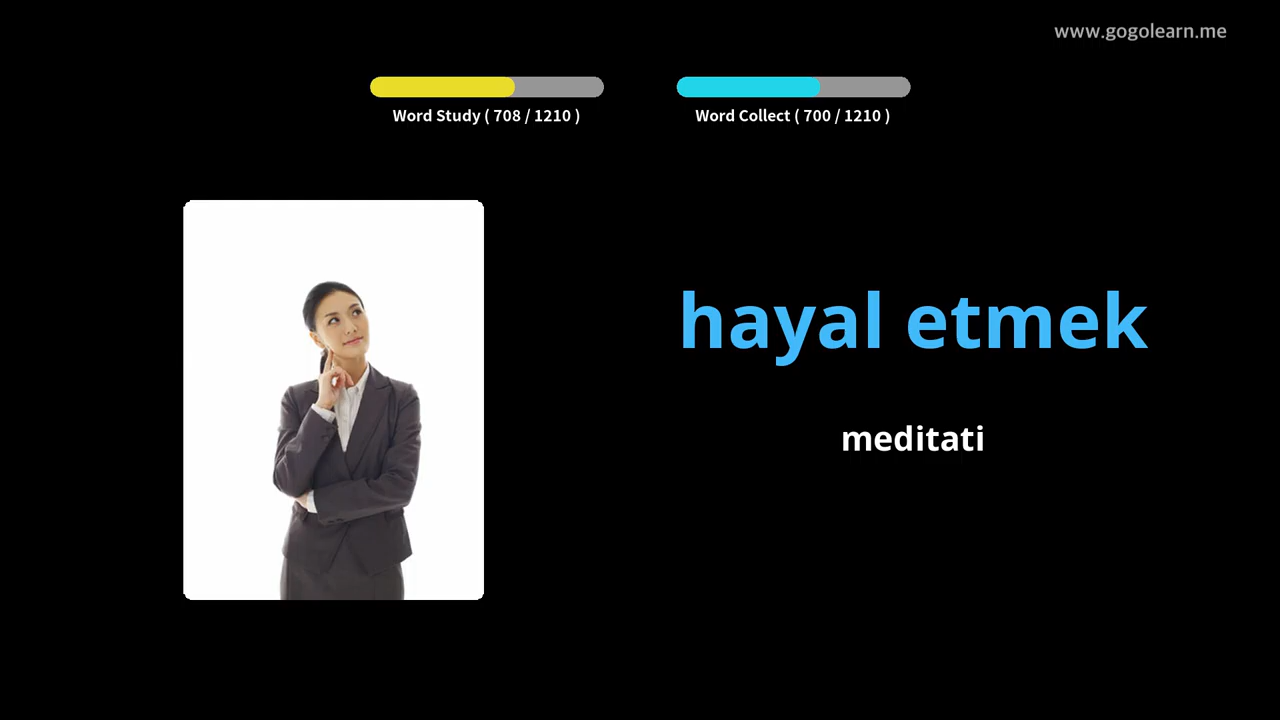 www.gogolearn.me
Word Study ( 708 / 1210 )
Word Collect ( 700 / 1210 )
hayal etmek
meditati